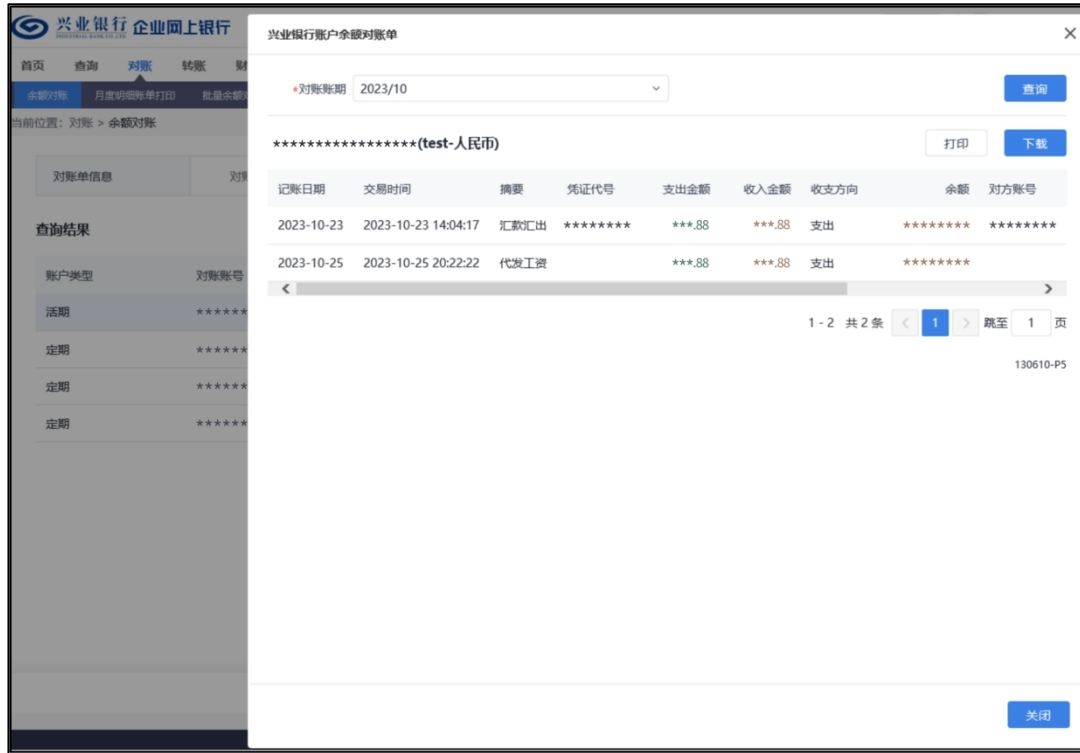 兴业银行 企业网上银行
INDUSTRIAL BANK CO.,LTD.
首页 查询 对账 转账 财
余额对账 月度明细账单打印 批量余额对
当前位置：对账 > 余额对账
对账单信息 对账
查询结果
账户类型 对账账号
活期 ******
定期 ******
定期 ******
定期 ******
兴业银行账户余额对账单
*对账账期 2023/10 查询
*****************(test-人民币) 打印 下载
记账日期 交易时间 摘要 凭证代号 支出金额 收入金额 收支方向 余额 对方账号
2023-10-23 2023-10-23 14:04:17 汇款汇出 ******** ***.88 ***.88 支出 ******** ********
2023-10-25 2023-10-25 20:22:22 代发工资 ***.88 ***.88 支出 ********
1 - 2 共 2 条 < 1 > 跳至 1 页
130610-P5
关闭